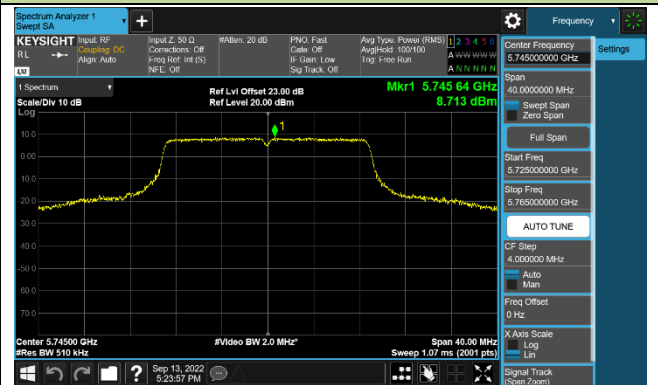 Spectrum Analyzer 1
Swept SA
+
Frequency
KEYSIGHT
RL
LXI
Input: RF
Coupling: DC
Align: Auto
Input Z: 50 Ω
Corrections: Off
Freq Ref: Int (S)
NFE: Off
#Atten: 20 dB
PNO: Fast
Gate: Off
IF Gain: Low
Sig Track: Off
Avg Type: Power (RMS)
Avg|Hold: 100/100
Trig: Free Run
1 2 3 4 5 6
A W W W W W
A N N N N N
1 Spectrum
Scale/Div 10 dB
Log
Ref Lvl Offset 23.00 dB
Ref Level 20.00 dBm
Mkr1 5.745 64 GHz
8.713 dBm
1
10.0
0.00
-10.0
-20.0
-30.0
-40.0
-50.0
-60.0
-70.0
Center 5.74500 GHz
#Res BW 510 kHz
#Video BW 2.0 MHz*
Span 40.00 MHz
Sweep 1.07 ms (2001 pts)
Center Frequency
5.745000000 GHz
Settings
Span
40.0000000 MHz
Swept Span
Zero Span
Full Span
Start Freq
5.725000000 GHz
Stop Freq
5.765000000 GHz
AUTO TUNE
CF Step
4.000000 MHz
Auto
Man
Freq Offset
0 Hz
X Axis Scale
Log
Lin
Signal Track
(Span Zoom)
?
Sep 13, 2022
5:23:57 PM